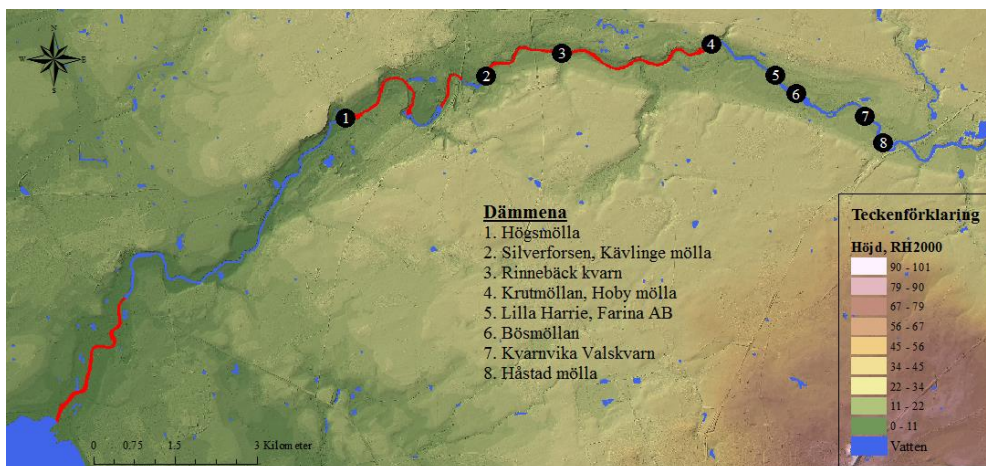 N
W E
S
1
2
3
4
5
6
7
8
Dämmena
1. Högsmölla
2. Silverforsen, Kävlinge mölla
3. Rinnebäck kvarn
4. Krutmöllan, Hoby mölla
5. Lilla Harrie, Farina AB
6. Bösmöllan
7. Kvarnvika Valskvarn
8. Håstad mölla
Teckenförklaring
Höjd, RH2000
90 - 101
79 - 90
67 - 79
56 - 67
45 - 56
34 - 45
22 - 34
11 - 22
0 - 11
Vatten
0 0,75 1,5 3 Kilometer